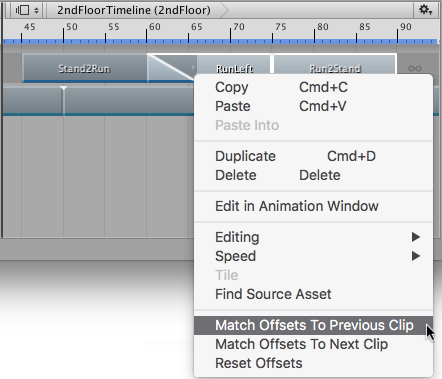 2ndFloorTimeline (2ndFloor)
45 50 55 60 65 70 75 80 85 90
Stand2Run RunLeft Run2Stand ∞
Copy Cmd+C
Paste Cmd+V
Paste Into
Duplicate Cmd+D
Delete Delete
Edit in Animation Window
Editing
Speed
Tile
Find Source Asset
Match Offsets To Previous Clip
Match Offsets To Next Clip
Reset Offsets